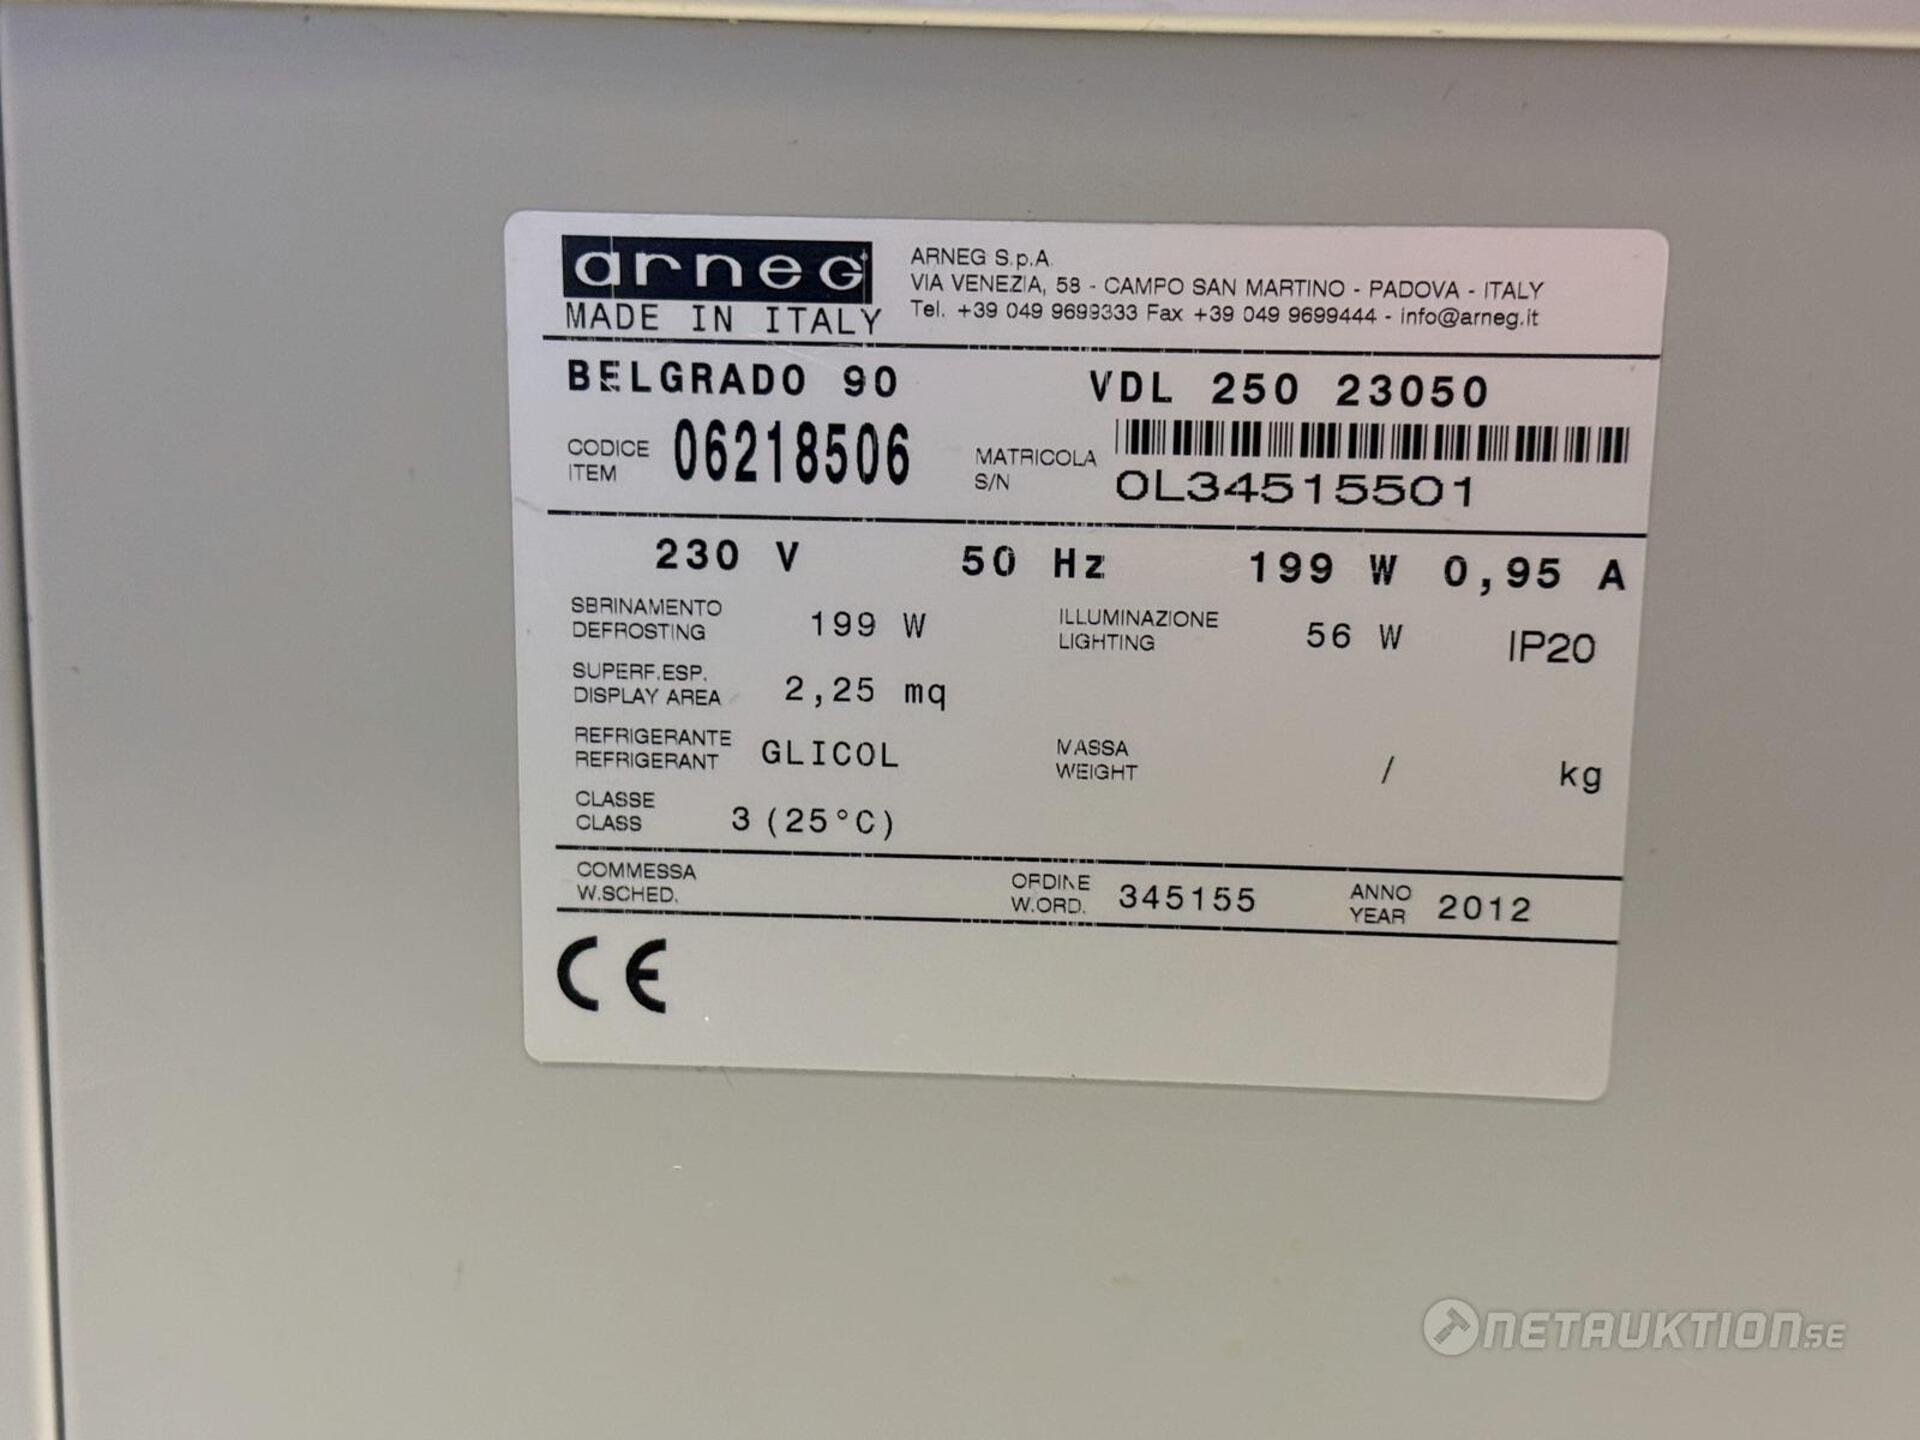 arneg
MADE IN ITALY
ARNEG S.p.A.
VIA VENEZIA, 58 - CAMPO SAN MARTINO - PADOVA - ITALY
Tel. +39 049 9699333 Fax +39 049 9699444 - info@arneg.it
BELGRADO 90 VDL 250 23050
CODICE
ITEM
06218506
MATRICOLA
S/N
0L34515501
230 V 50 Hz 199 W 0,95 A
SBRINAMENTO
DEFROSTING
199 W
ILLUMINAZIONE
LIGHTING
56 W
IP20
SUPERF.ESP.
DISPLAY AREA
2,25 mq
REFRIGERANTE
REFRIGERANT
GLICOL
MASSA
WEIGHT
/ kg
CLASSE
CLASS
3 (25°C)
COMMESSA
W.SCHED.
ORDINE
W.ORD.
345155
ANNO
YEAR
2012
CE
NETAUKTION.SE